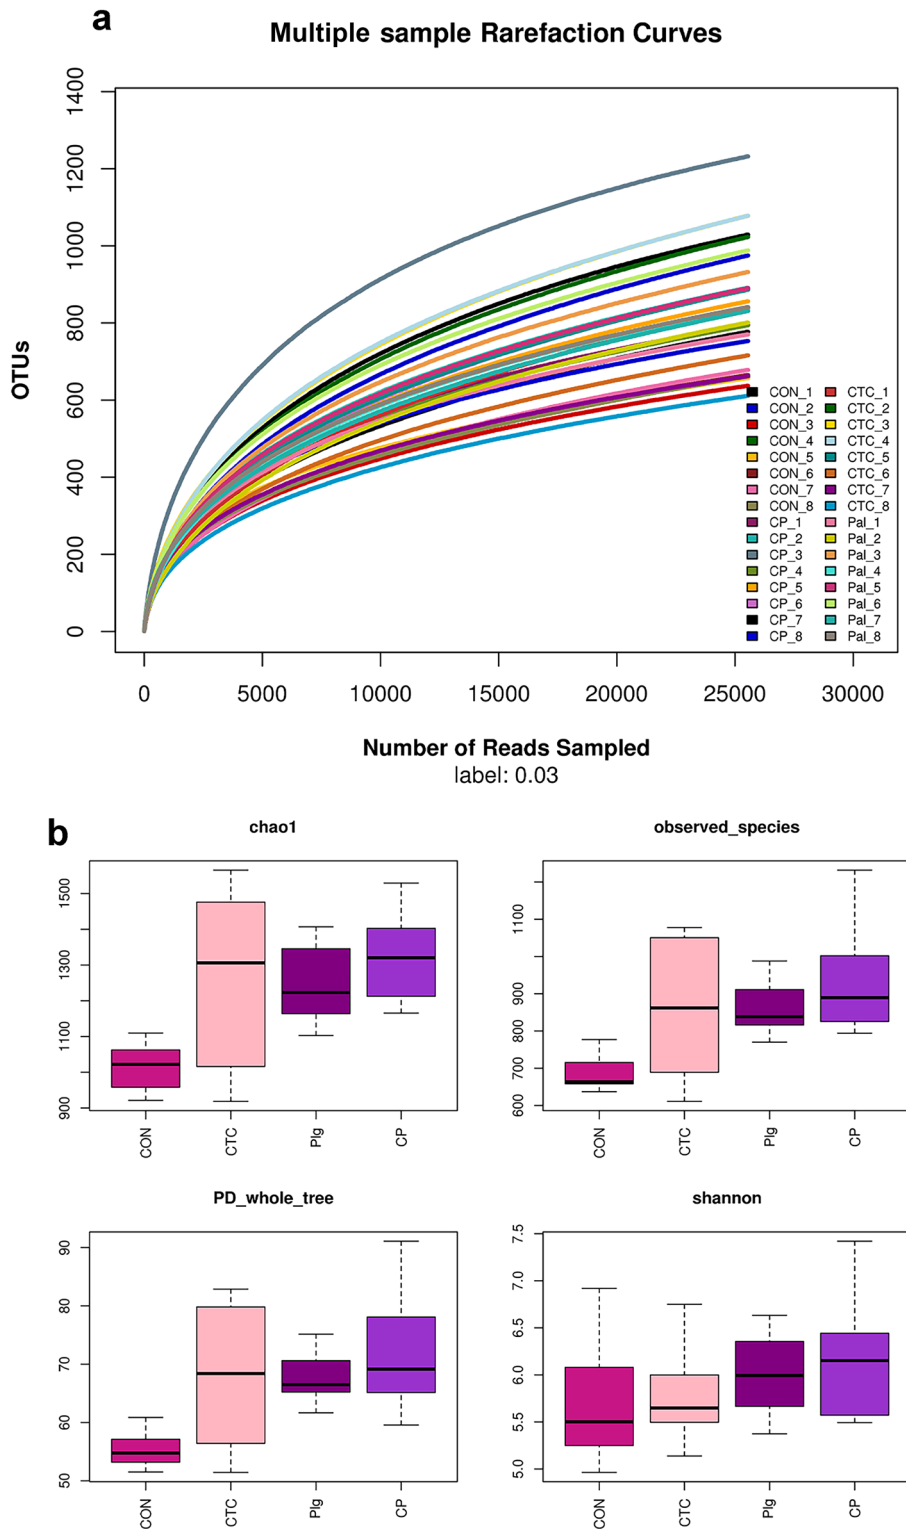 a
Multiple sample Rarefaction Curves
OTUs
1400
1200
1000
800
600
400
200
0
CON_1 CTC_1
CON_2 CTC_2
CON_3 CTC_3
CON_4 CTC_4
CON_5 CTC_5
CON_6 CTC_6
CON_7 CTC_7
CON_8 CTC_8
CP_1 Pal_1
CP_2 Pal_2
CP_3 Pal_3
CP_4 Pal_4
CP_5 Pal_5
CP_6 Pal_6
CP_7 Pal_7
CP_8 Pal_8
0 5000 10000 15000 20000 25000 30000
Number of Reads Sampled
label: 0.03
b
chao1
1500
1300
1100
900
CON CTC Plg CP
observed_species
1100
900
800
700
600
CON CTC Plg CP
PD_whole_tree
90
80
70
60
50
CON CTC Plg CP
shannon
7.5
7.0
6.5
6.0
5.5
5.0
CON CTC Plg CP